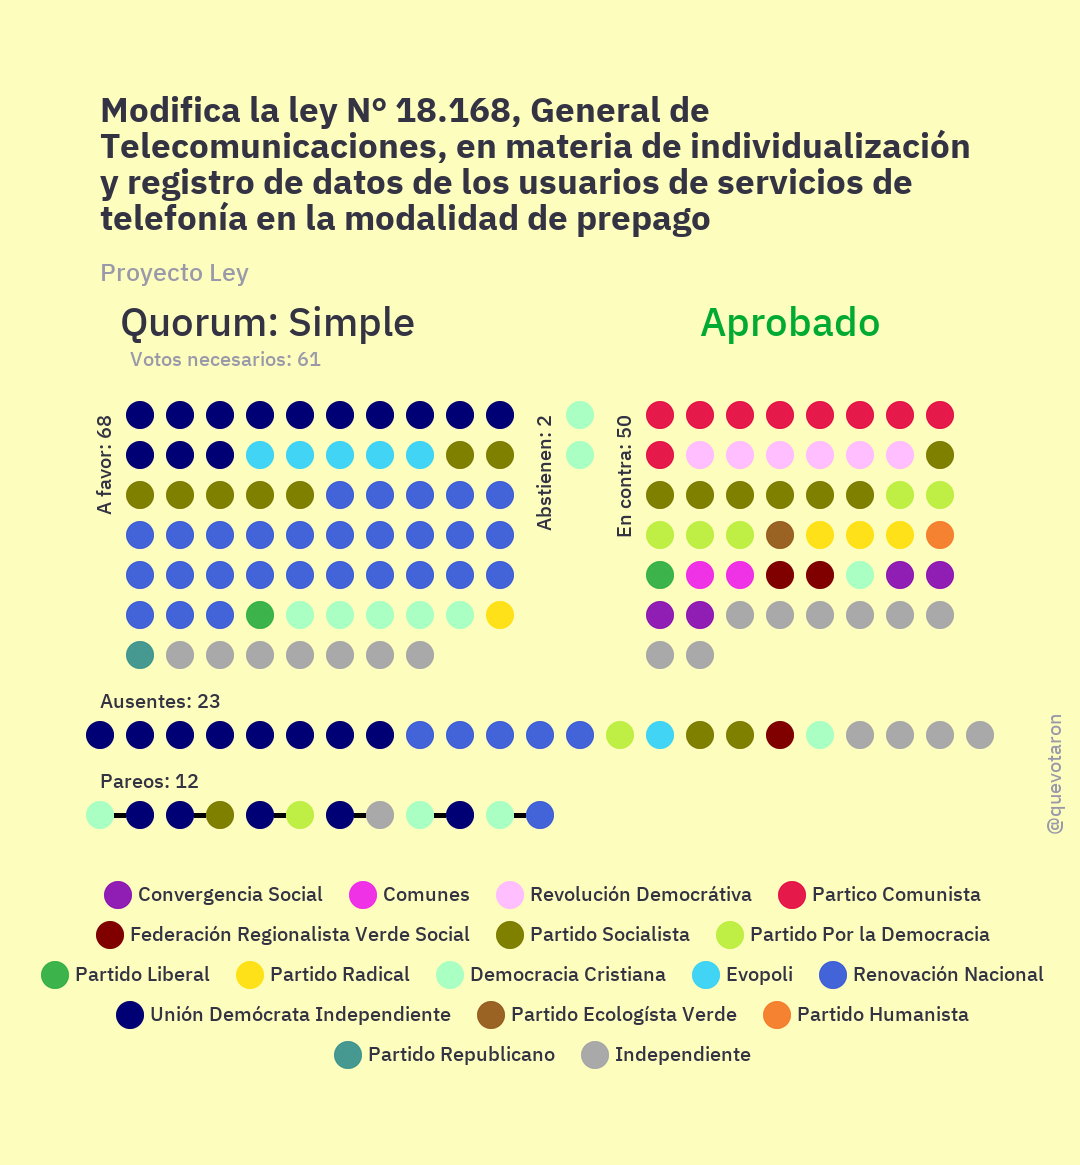 Modifica la ley Nº 18.168, General de
Telecomunicaciones, en materia de individualización
y registro de datos de los usuarios de servicios de
telefonía en la modalidad de prepago
Proyecto Ley
Quorum: Simple
Aprobado
Votos necesarios: 61
A favor: 68
Abstienen: 2
En contra: 50
Ausentes: 23
Pareos: 12
@quevotaron
Convergencia Social
Comunes
Revolución Democrátiva
Partico Comunista
Federación Regionalista Verde Social
Partido Socialista
Partido Por la Democracia
Partido Liberal
Partido Radical
Democracia Cristiana
Evopoli
Renovación Nacional
Unión Demócrata Independiente
Partido Ecologísta Verde
Partido Humanista
Partido Republicano
Independiente